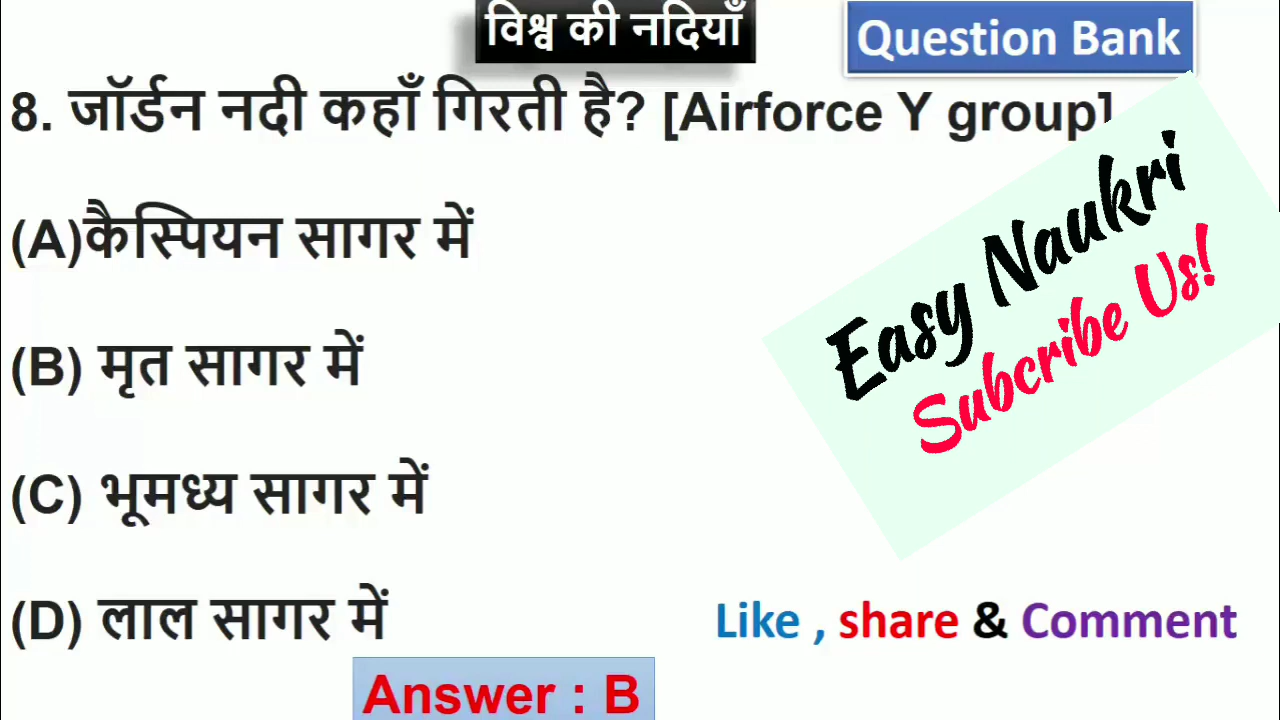 विश्व की नदियाँ
Question Bank
8. जॉर्डन नदी कहाँ गिरती है? [Airforce Y group]
(A)कैस्पियन सागर में
(B) मृत सागर में
(C) भूमध्य सागर में
(D) लाल सागर में
Easy Naukri
Subcribe Us!
Like , share & Comment
Answer : B